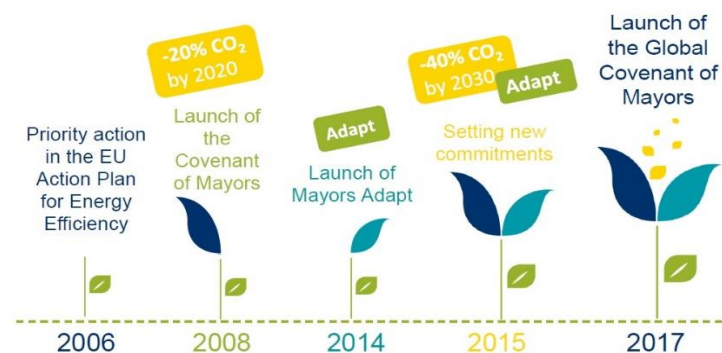 Priority action
in the EU
Action Plan
for Energy
Efficiency
2006
-20% CO₂
by 2020
Launch of
the
Covenant
of Mayors
2008
Adapt
Launch of
Mayors Adapt
2014
-40% CO₂
by 2030
Adapt
Setting new
commitments
2015
Launch of
the Global
Covenant of
Mayors
2017